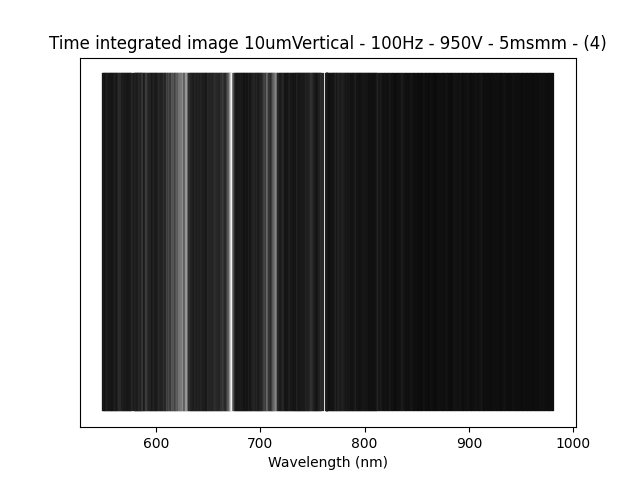 Time integrated image 10umVertical - 100Hz - 950V - 5msmm - (4)
600 700 800 900 1000
Wavelength (nm)